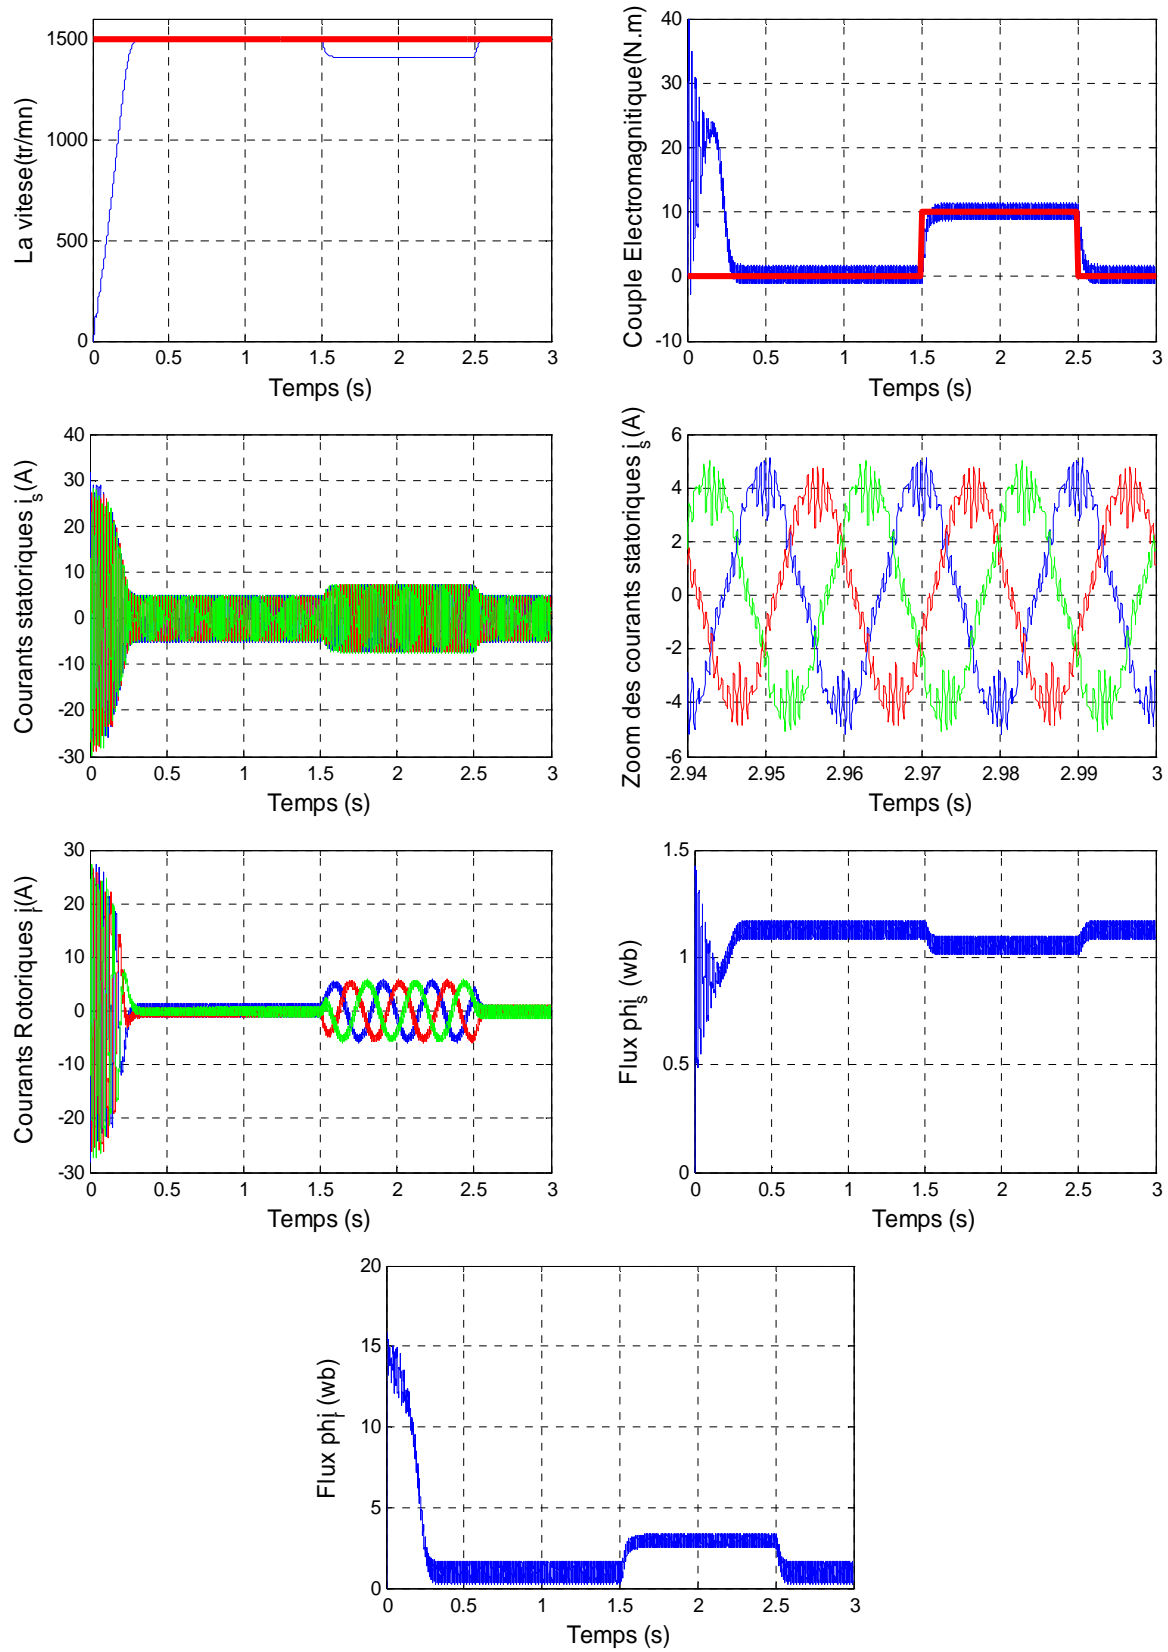 La vitese(tr/mn)
1500
1000
500
0
0 0.5 1 1.5 2 2.5 3
Temps (s)
Couple Electromagnitique(N.m)
40
30
20
10
0
-10
0 0.5 1 1.5 2 2.5 3
Temps (s)
Courants statoriques i_s(A)
40
30
20
10
0
-10
-20
-30
0 0.5 1 1.5 2 2.5 3
Temps (s)
Zoom des courants statoriques i_s(A)
6
4
2
0
-2
-4
-6
2.94 2.95 2.96 2.97 2.98 2.99 3
Temps (s)
Courants Rotoriques i_r(A)
30
20
10
0
-10
-20
-30
0 0.5 1 1.5 2 2.5 3
Temps (s)
Flux phi_s (wb)
1.5
1
0.5
0
0 0.5 1 1.5 2 2.5 3
Temps (s)
Flux phi_r (wb)
20
15
10
5
0
0 0.5 1 1.5 2 2.5 3
Temps (s)